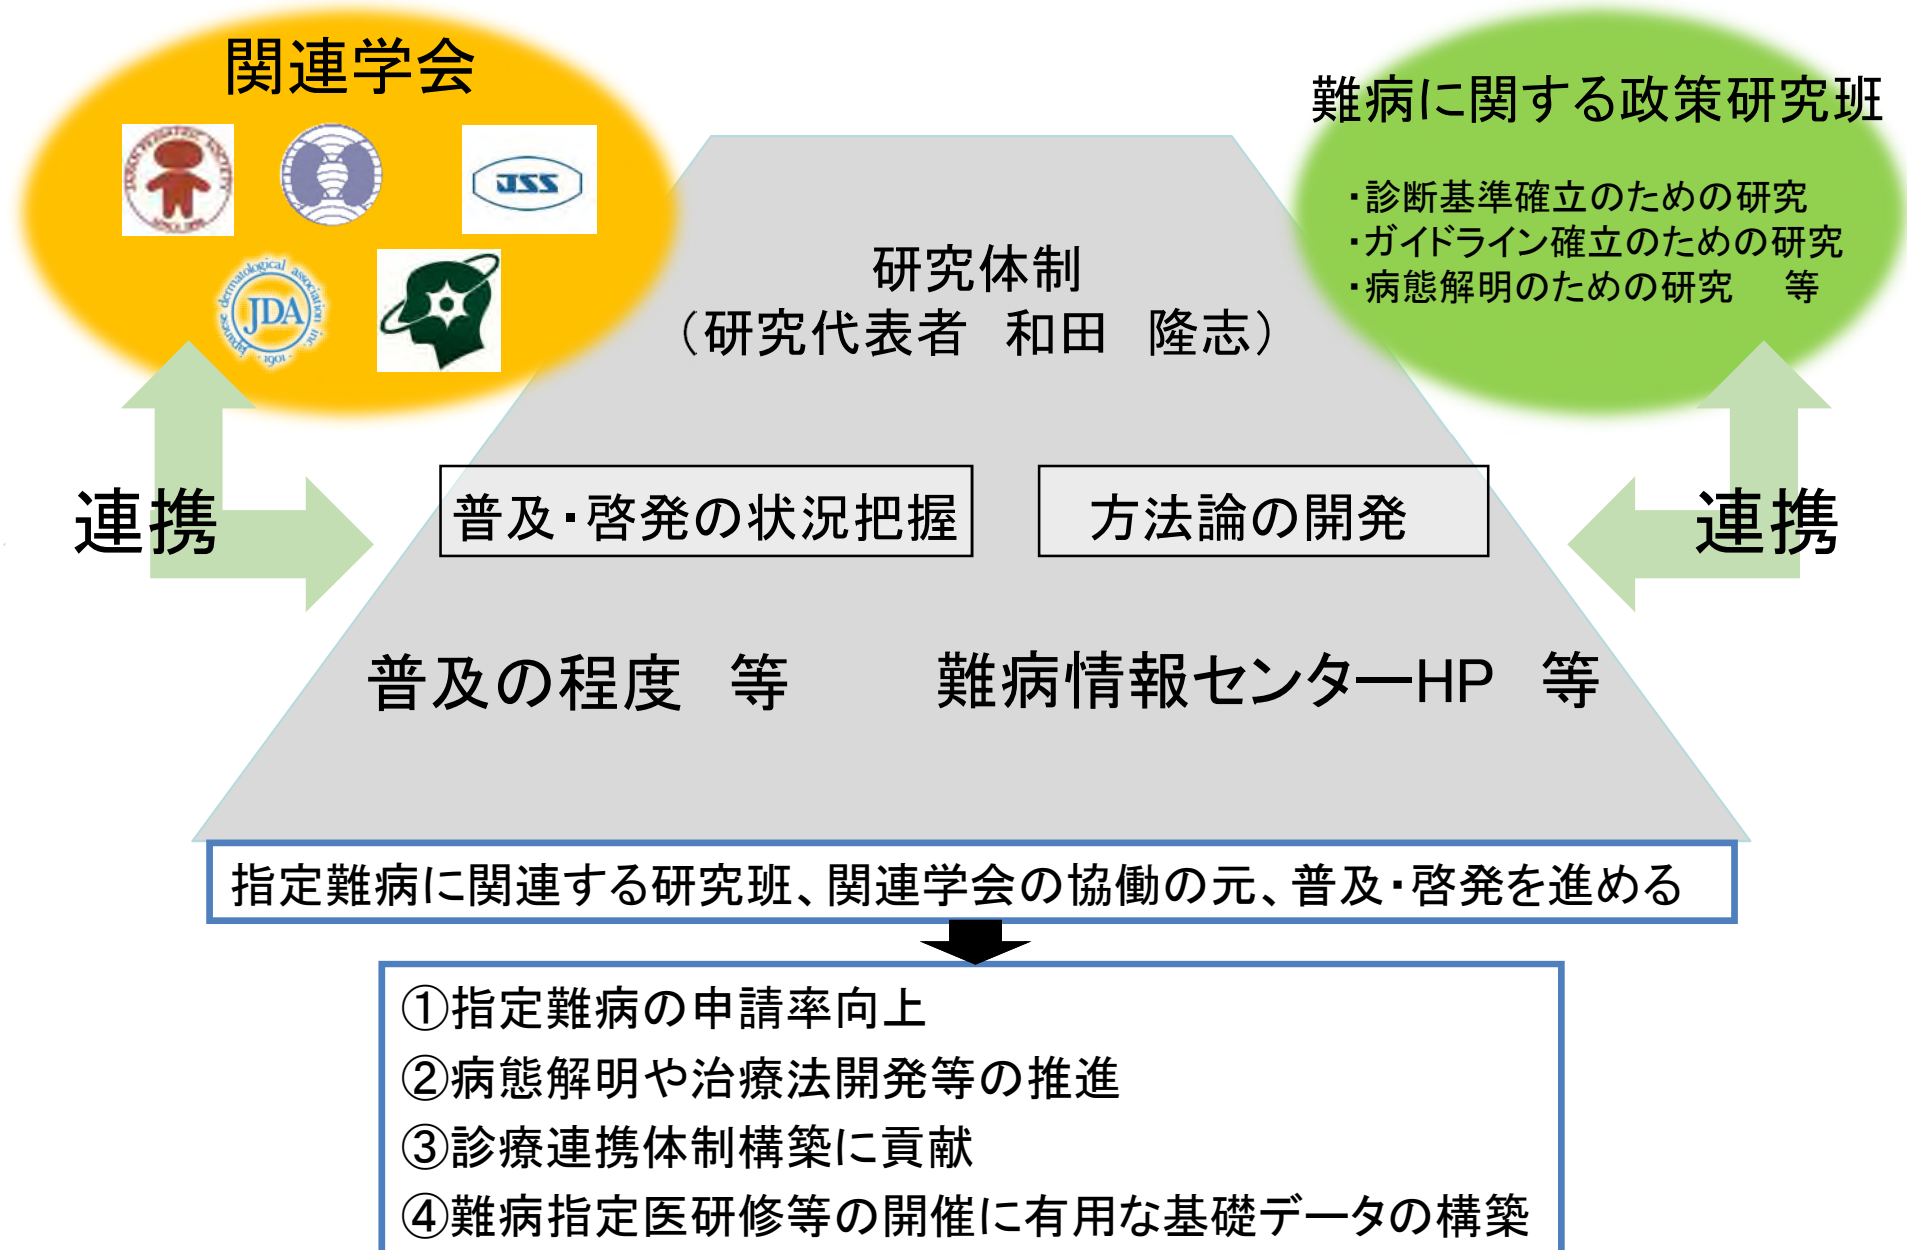 関連学会
JAPAN PEDIATRIC SOCIETY
JSS
Japanese dermatological association inc.
JDA
1901
難病に関する政策研究班
・診断基準確立のための研究
・ガイドライン確立のための研究
・病態解明のための研究　等
研究体制
（研究代表者　和田　隆志）
連携
普及・啓発の状況把握
方法論の開発
連携
普及の程度　等
難病情報センターHP　等
指定難病に関連する研究班、関連学会の協働の元、普及・啓発を進める
①指定難病の申請率向上
②病態解明や治療法開発等の推進
③診療連携体制構築に貢献
④難病指定医研修等の開催に有用な基礎データの構築